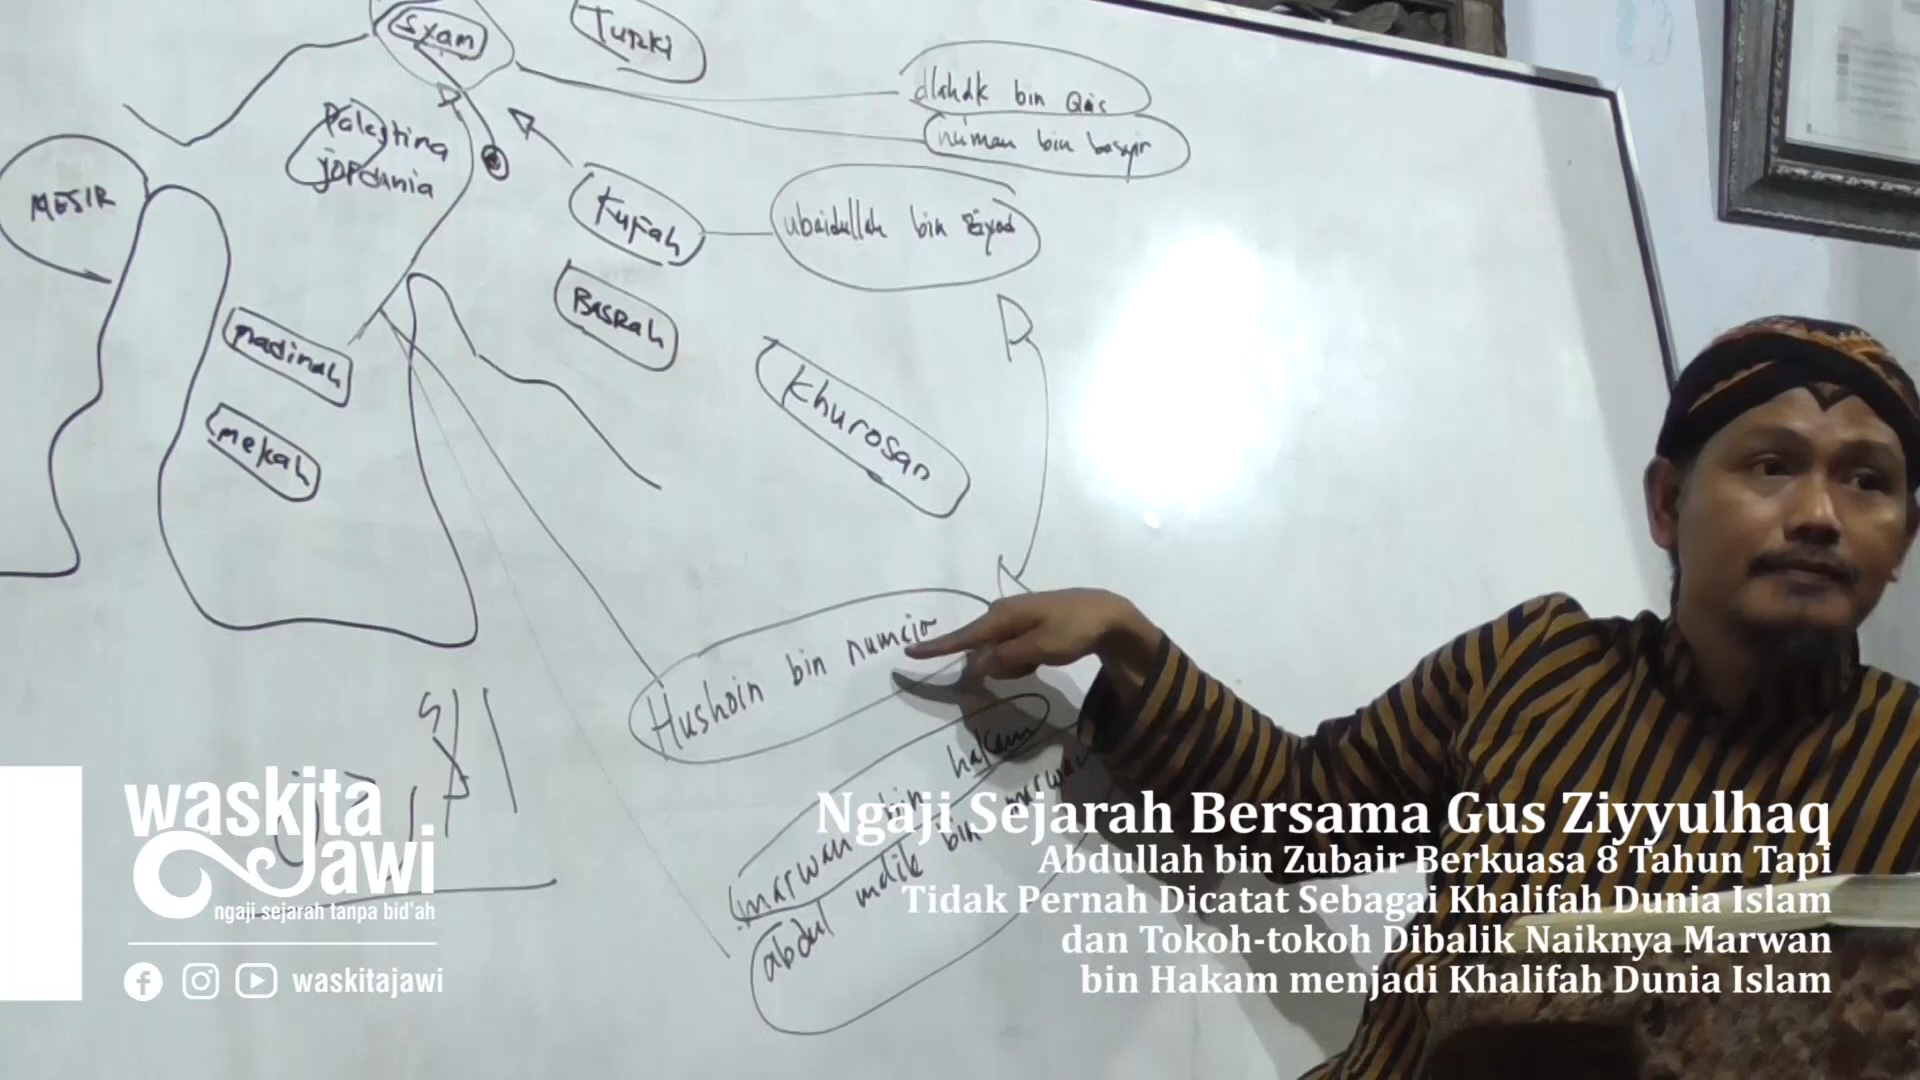 Syam
TURKI
dhahak bin Qais
nu'man bin basyir
Palestina
jordania
MESIR
Kufah
ubaidullah bin Ziyad
BASRah
madinah
mekah
Khurosan
Hushoin bin numair
marwan bin hakam
abdul malik bin marwan
waskita
Jawi
ngaji sejarah tanpa bid'ah
waskitajawi
Ngaji Sejarah Bersama Gus Ziyyulhaq
Abdullah bin Zubair Berkuasa 8 Tahun Tapi
Tidak Pernah Dicatat Sebagai Khalifah Dunia Islam
dan Tokoh-tokoh Dibalik Naiknya Marwan
bin Hakam menjadi Khalifah Dunia Islam